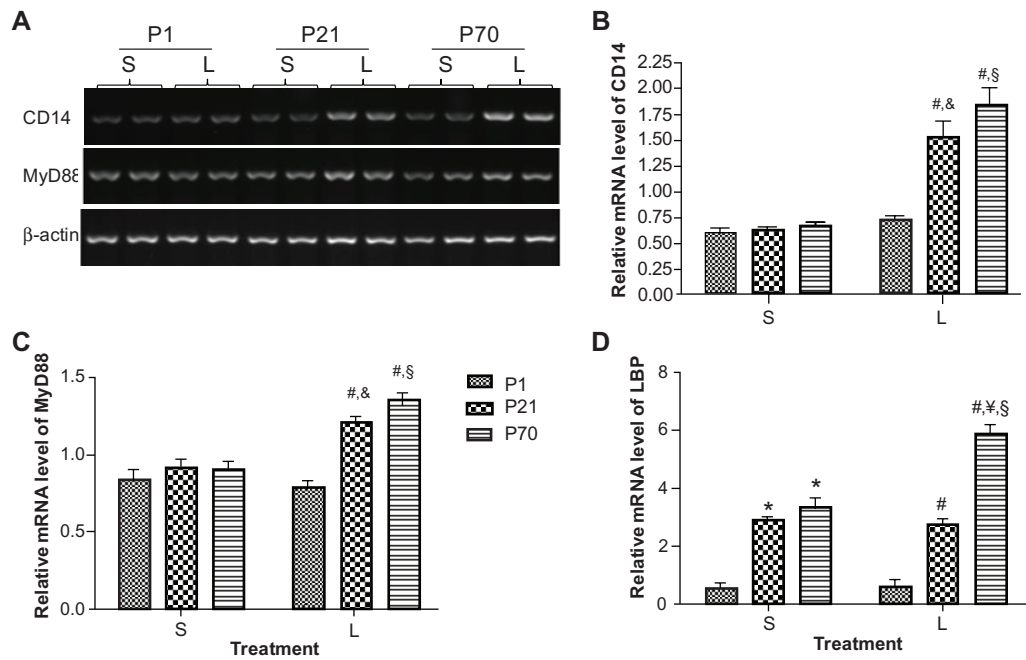 A
P1 P21 P70
S L S L S L
CD14
MyD88
β-actin
B
Relative mRNA level of CD14
2.25
2.00
1.75
1.50
1.25
1.00
0.75
0.50
0.25
0.00
#,&
#,§
S L
C
Relative mRNA level of MyD88
1.5
1.0
0.5
0.0
#,&
#,§
S L
Treatment
P1
P21
P70
D
Relative mRNA level of LBP
8
6
4
2
0
*
*
#
#,¥,§
S L
Treatment